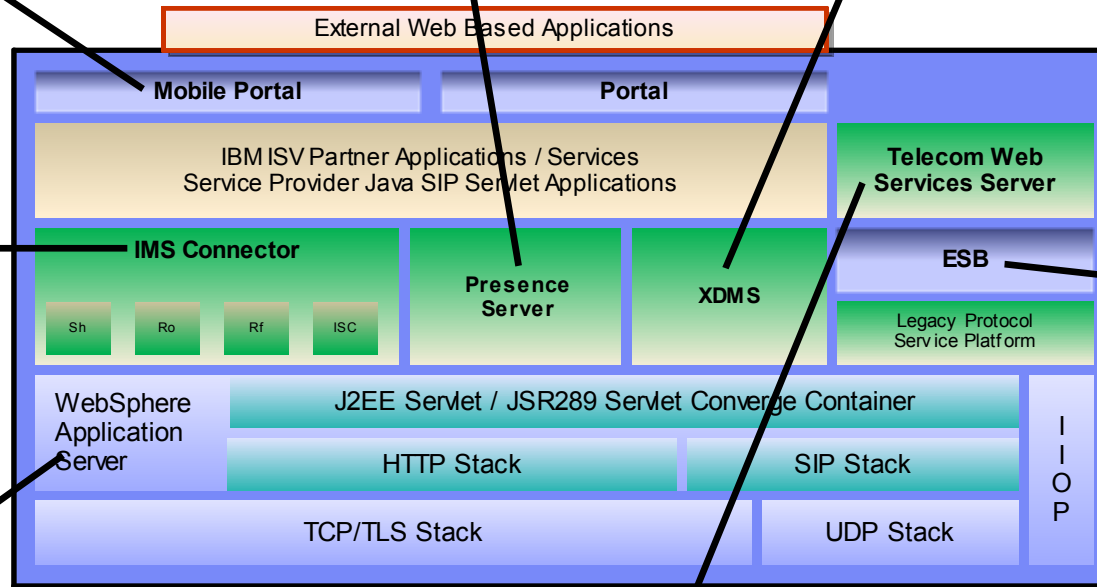 External Web Based Applications
Mobile Portal
Portal
IBM ISV Partner Applications / Services
Service Provider Java SIP Servlet Applications
Telecom Web
Services Server
IMS Connector
Sh
Ro
Rf
ISC
Presence
Server
XDMS
ESB
Legacy Protocol
Service Platform
WebSphere
Application
Server
J2EE Servlet / JSR289 Servlet Converge Container
HTTP Stack
SIP Stack
I
I
O
P
TCP/TLS Stack
UDP Stack